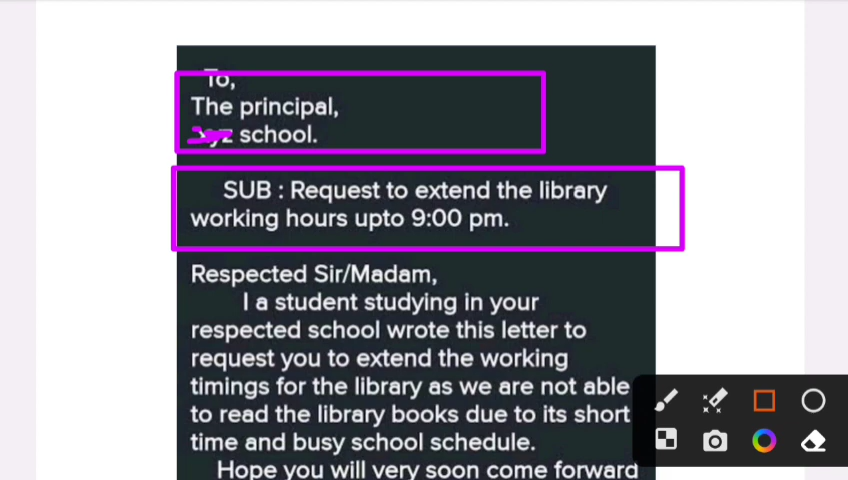 To,
The principal,
xyz school.
SUB : Request to extend the library
working hours upto 9:00 pm.
Respected Sir/Madam,
I a student studying in your
respected school wrote this letter to
request you to extend the working
timings for the library as we are not able
to read the library books due to its short
time and busy school schedule.
Hope you will very soon come forward